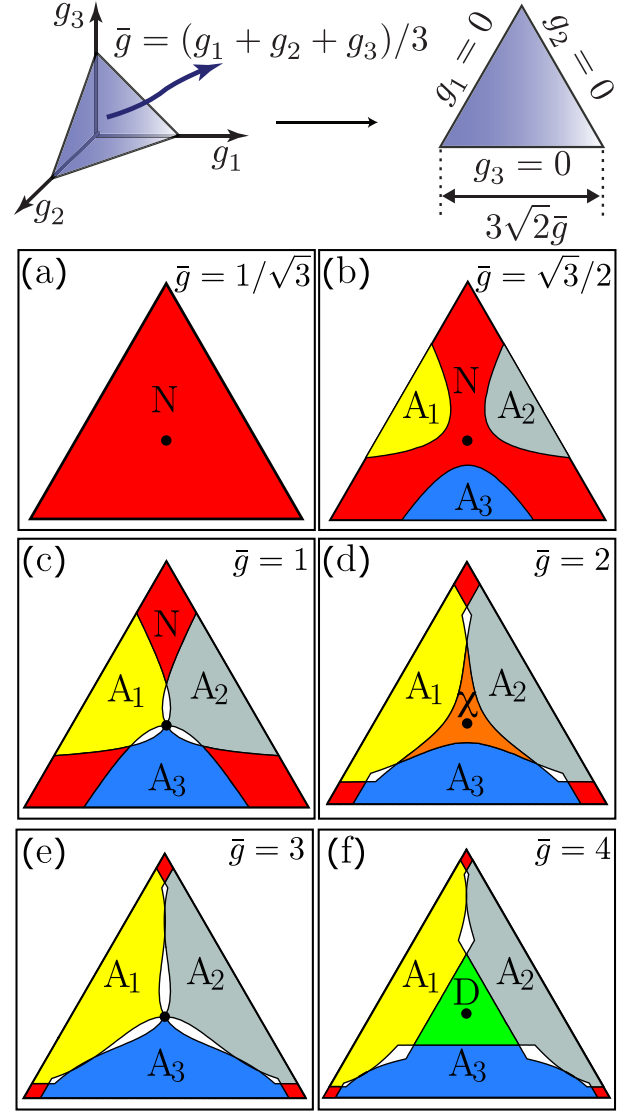 g₃
ḡ = (g₁ + g₂ + g₃)/3
g₁
g₂
g₁ = 0
g₂ = 0
g₃ = 0
3√2ḡ
(a) ḡ = 1/√3
N
(b) ḡ = √3/2
N
A₁ A₂
A₃
(c) ḡ = 1
N
A₁ A₂
A₃
(d) ḡ = 2
A₁ χ A₂
A₃
(e) ḡ = 3
A₁ A₂
A₃
(f) ḡ = 4
A₁ A₂
D
A₃